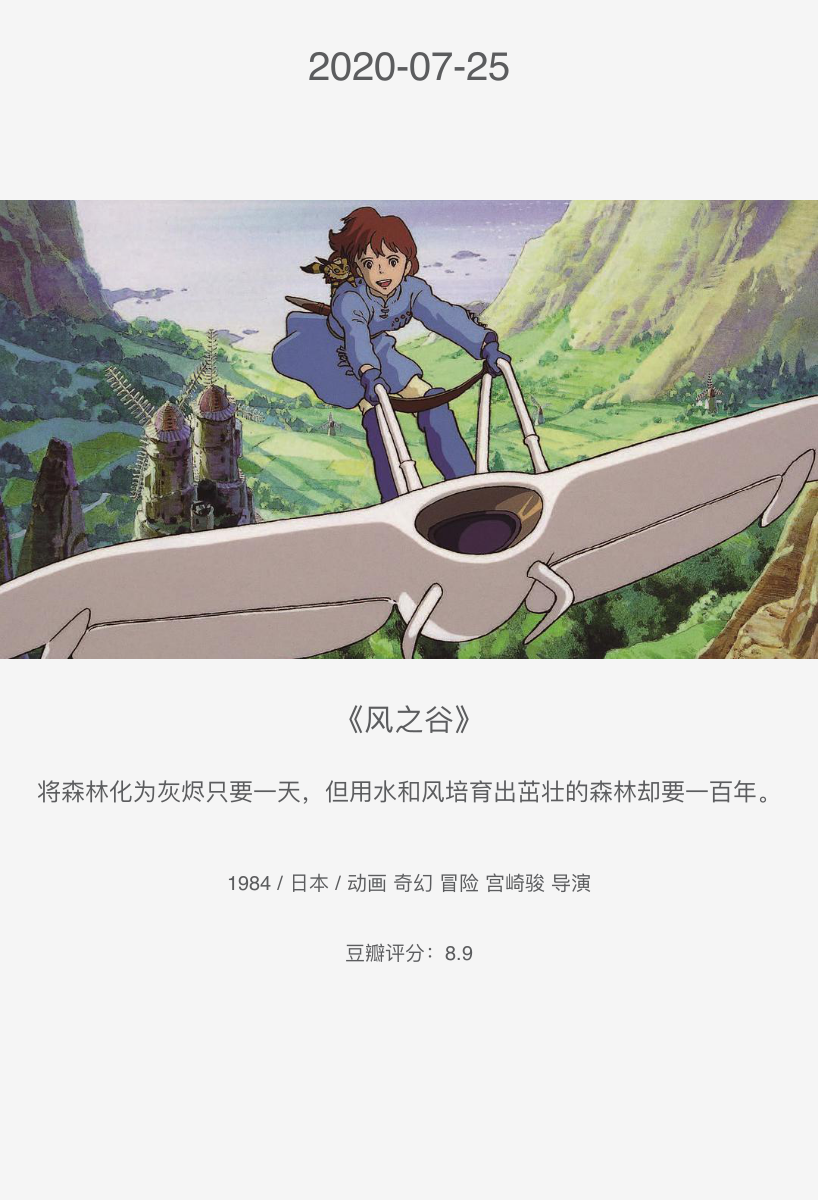 2020-07-25
《风之谷》
将森林化为灰烬只要一天，但用水和风培育出茁壮的森林却要一百年。
1984 / 日本 / 动画 奇幻 冒险 宫崎骏 导演
豆瓣评分：8.9